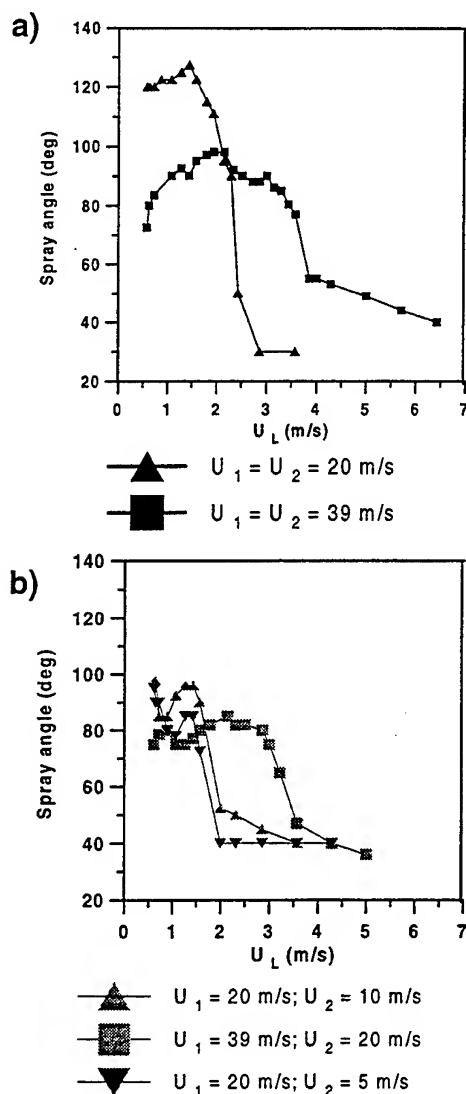 a)
140
120
100
80
60
40
20
Spray angle (deg)
0 1 2 3 4 5 6 7
U L (m/s)
U 1 = U 2 = 20 m/s
U 1 = U 2 = 39 m/s
b)
140
120
100
80
60
40
20
Spray angle (deg)
0 1 2 3 4 5 6 7
U L (m/s)
U 1 = 20 m/s; U 2 = 10 m/s
U 1 = 39 m/s; U 2 = 20 m/s
U 1 = 20 m/s; U 2 = 5 m/s